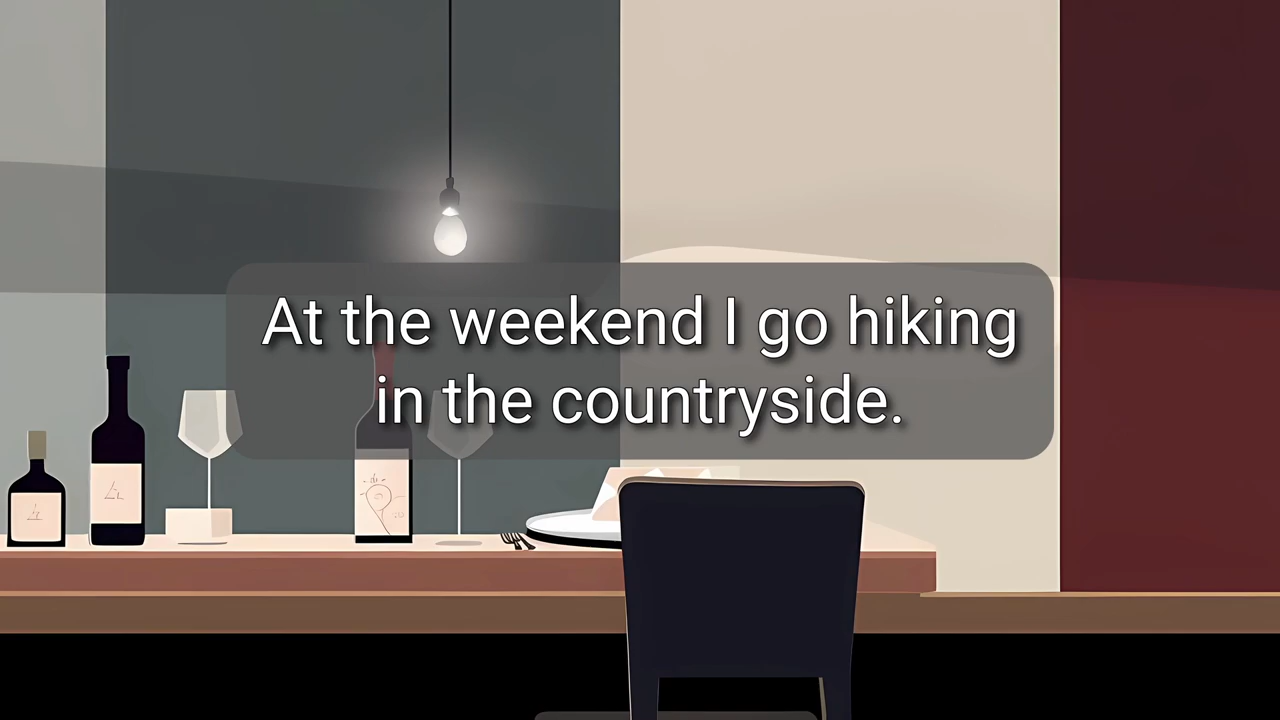 At the weekend I go hiking
in the countryside.